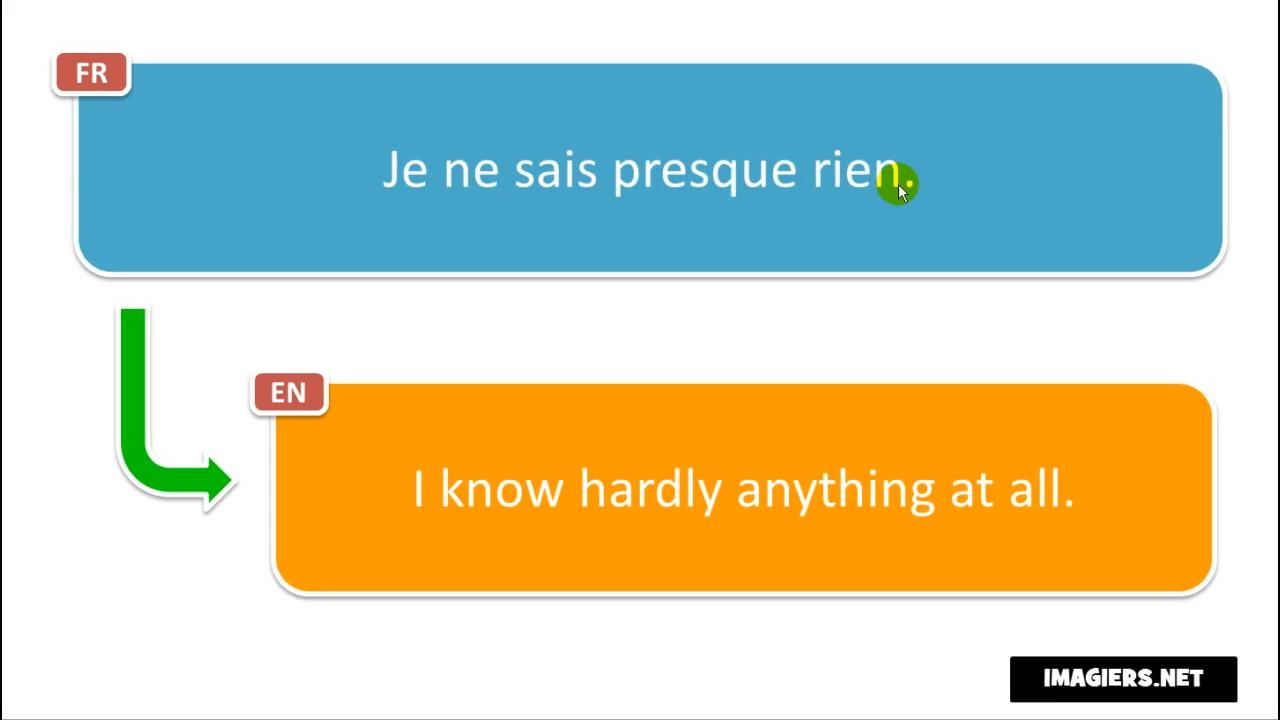 FR
Je ne sais presque rien.
EN
I know hardly anything at all.
IMAGIERS.NET